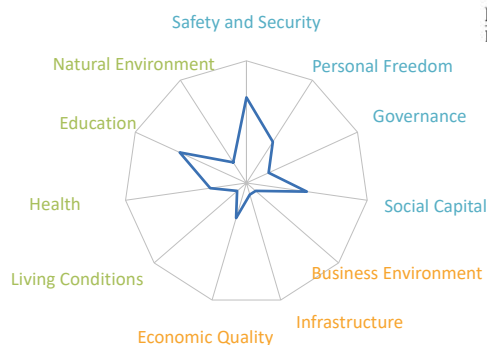 Safety and Security
Natural Environment
Personal Freedom
Education
Governance
Health
Social Capital
Living Conditions
Business Environment
Infrastructure
Economic Quality